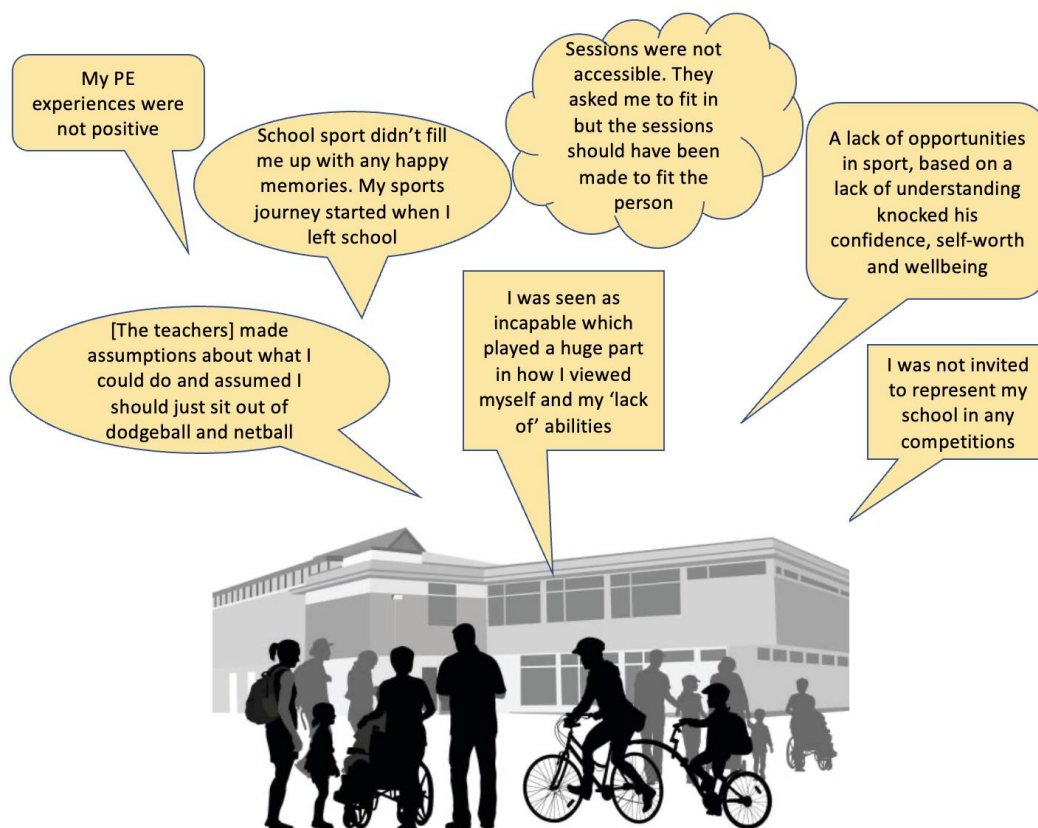 My PE
experiences were
not positive
School sport didn’t fill
me up with any happy
memories. My sports
journey started when I
left school
Sessions were not
accessible. They
asked me to fit in
but the sessions
should have been
made to fit the
person
A lack of opportunities
in sport, based on a
lack of understanding
knocked his
confidence, self-worth
and wellbeing
[The teachers] made
assumptions about what I
could do and assumed I
should just sit out of
dodgeball and netball
I was seen as
incapable which
played a huge part
in how I viewed
myself and my ‘lack
of’ abilities
I was not invited
to represent my
school in any
competitions